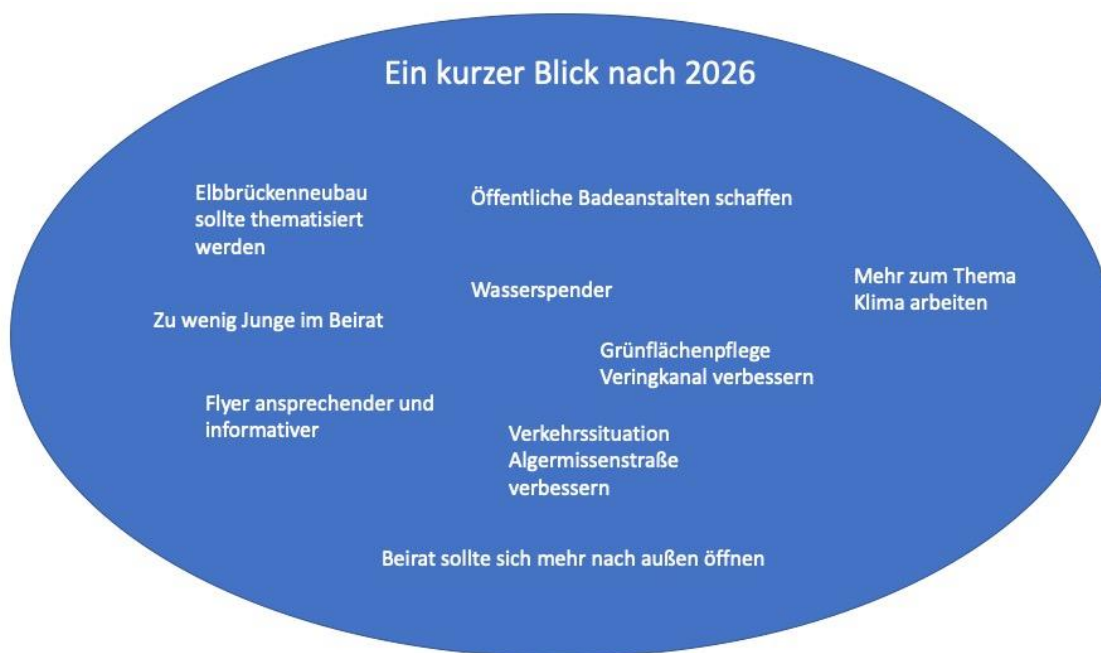 Ein kurzer Blick nach 2026
Elbbrückenneubau
sollte thematisiert
werden
Öffentliche Badeanstalten schaffen
Wasserspender
Mehr zum Thema
Klima arbeiten
Zu wenig Junge im Beirat
Grünflächenpflege
Veringkanal verbessern
Flyer ansprechender und
informativer
Verkehrssituation
Algermissenstraße
verbessern
Beirat sollte sich mehr nach außen öffnen